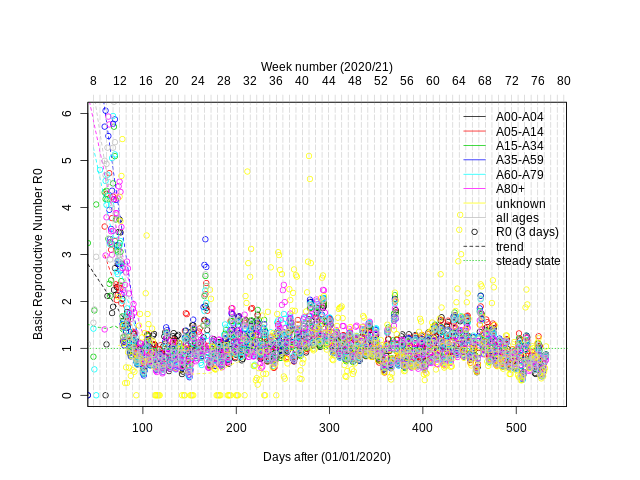 Week number (2020/21)
8 12 16 20 24 28 32 36 40 44 48 52 56 60 64 68 72 76 80
Basic Reproductive Number R0
6
5
4
3
2
1
0
A00-A04
A05-A14
A15-A34
A35-A59
A60-A79
A80+
unknown
all ages
R0 (3 days)
trend
steady state
100 200 300 400 500
Days after (01/01/2020)